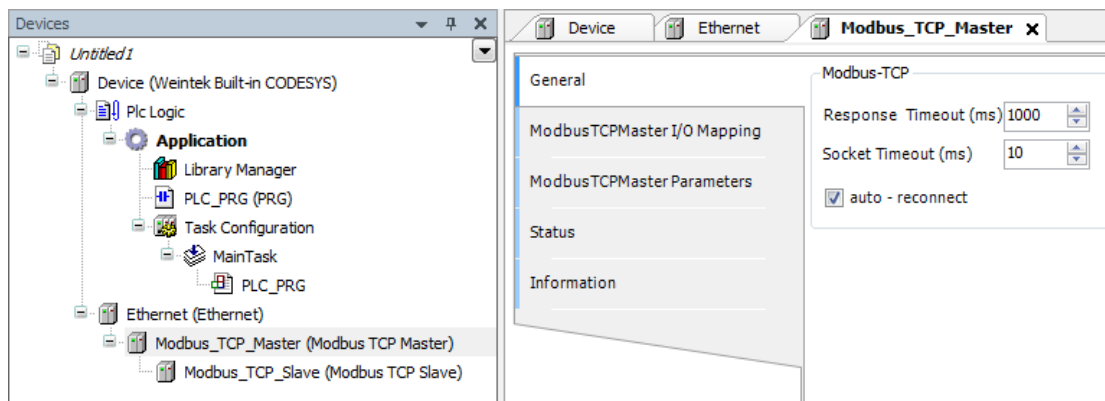 Devices
Untitled1
Device (Weintek Built-in CODESYS)
Plc Logic
Application
Library Manager
PLC_PRG (PRG)
Task Configuration
MainTask
PLC_PRG
Ethernet (Ethernet)
Modbus_TCP_Master (Modbus TCP Master)
Modbus_TCP_Slave (Modbus TCP Slave)
Device Ethernet Modbus_TCP_Master
General
ModbusTCPMaster I/O Mapping
ModbusTCPMaster Parameters
Status
Information
Modbus-TCP
Response Timeout (ms) 1000
Socket Timeout (ms) 10
auto - reconnect